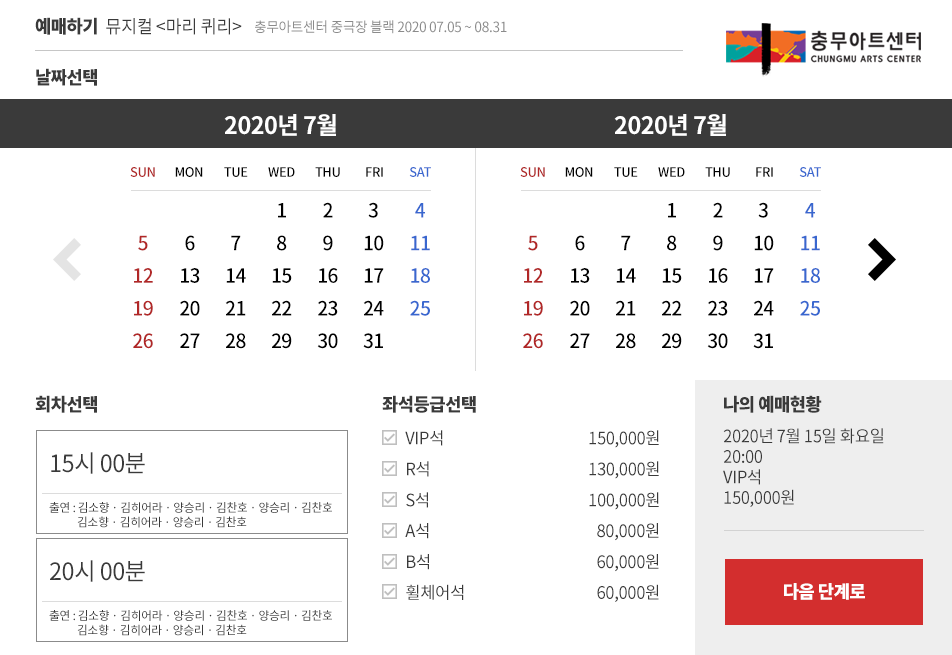 예매하기 뮤지컬 <마리 퀴리> 충무아트센터 중극장 블랙 2020 07.05 ~ 08.31
충무아트센터
CHUNGMU ARTS CENTER
날짜선택
2020년 7월
SUN MON TUE WED THU FRI SAT
1 2 3 4
5 6 7 8 9 10 11
12 13 14 15 16 17 18
19 20 21 22 23 24 25
26 27 28 29 30 31
2020년 7월
SUN MON TUE WED THU FRI SAT
1 2 3 4
5 6 7 8 9 10 11
12 13 14 15 16 17 18
19 20 21 22 23 24 25
26 27 28 29 30 31
회차선택
15시 00분
출연 : 김소향 · 김히어라 · 양승리 · 김찬호 · 양승리 · 김찬호
김소향 · 김히어라 · 양승리 · 김찬호
20시 00분
출연 : 김소향 · 김히어라 · 양승리 · 김찬호 · 양승리 · 김찬호
김소향 · 김히어라 · 양승리 · 김찬호
좌석등급선택
VIP석 150,000원
R석 130,000원
S석 100,000원
A석 80,000원
B석 60,000원
휠체어석 60,000원
나의 예매현황
2020년 7월 15일 화요일
20:00
VIP석
150,000원
다음 단계로